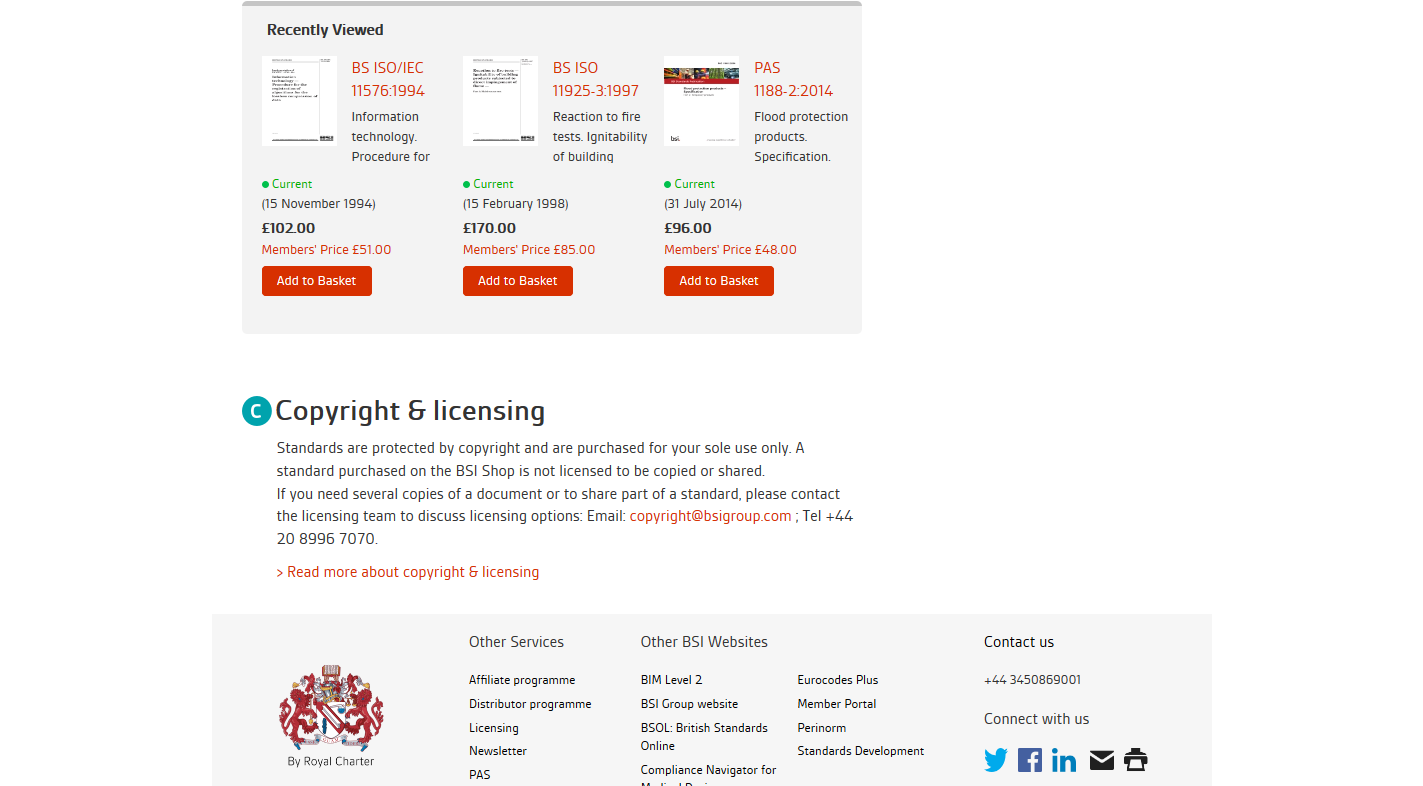 Recently Viewed
BS ISO/IEC
11576:1994
Information
technology.
Procedure for
Current
(15 November 1994)
£102.00
Members' Price £51.00
Add to Basket
BS ISO
11925-3:1997
Reaction to fire
tests. Ignitability
of building
Current
(15 February 1998)
£170.00
Members' Price £85.00
Add to Basket
PAS
1188-2:2014
Flood protection
products.
Specification.
Current
(31 July 2014)
£96.00
Members' Price £48.00
Add to Basket
bsi.
C Copyright & licensing
Standards are protected by copyright and are purchased for your sole use only. A
standard purchased on the BSI Shop is not licensed to be copied or shared.
If you need several copies of a document or to share part of a standard, please contact
the licensing team to discuss licensing options: Email: copyright@bsigroup.com ; Tel +44
20 8996 7070.
> Read more about copyright & licensing
By Royal Charter
Other Services
Affiliate programme
Distributor programme
Licensing
Newsletter
PAS
Other BSI Websites
BIM Level 2
BSI Group website
BSOL: British Standards
Online
Compliance Navigator for
Eurocodes Plus
Member Portal
Perinorm
Standards Development
Contact us
+44 3450869001
Connect with us